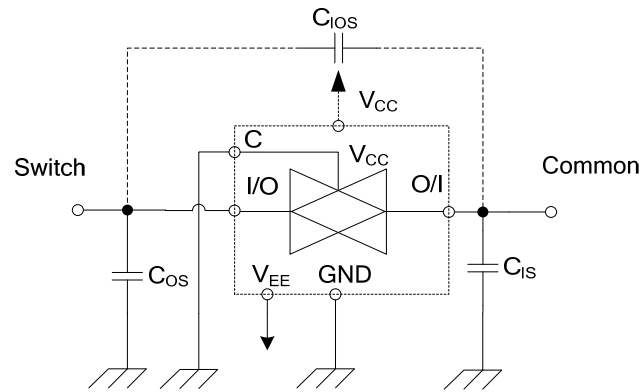 C_IOS
V_CC
C
V_CC
Switch
Common
I/O
O/I
C_OS
V_EE
GND
C_IS